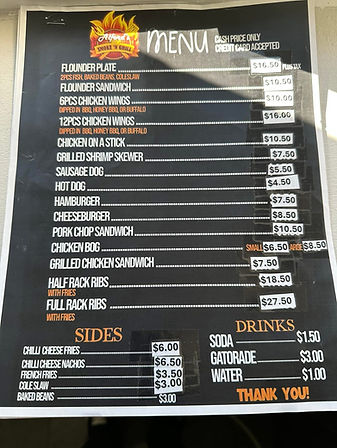 Alford's
SMOKE 'N GRILL
MENU
CASH PRICE ONLY
CREDIT CARD ACCEPTED
FLOUNDER PLATE $16.50 PLUS TAX
2PCS FISH, BAKED BEANS, COLESLAW
FLOUNDER SANDWICH $10.50
6PCS CHICKEN WINGS $10.00
DIPPED IN BBQ, HONEY BBQ, OR BUFFALO
12PCS CHICKEN WINGS $16.00
DIPPED IN BBQ, HONEY BBQ, OR BUFFALO
CHICKEN ON A STICK $10.50
GRILLED SHRIMP SKEWER $7.50
SAUSAGE DOG $5.50
HOT DOG $4.50
HAMBURGER $7.50
CHEESEBURGER $8.50
PORK CHOP SANDWICH $10.50
CHICKEN BOG SMALL $6.50 LARGE $8.50
GRILLED CHICKEN SANDWICH $7.50
HALF RACK RIBS $18.50
WITH FRIES
FULL RACK RIBS $27.50
WITH FRIES
SIDES
CHILLI CHEESE FRIES $6.00
CHILLI CHEESE NACHOS $6.50
FRENCH FRIES $3.50
COLE SLAW $3.00
BAKED BEANS $3.00
DRINKS
SODA $1.50
GATORADE $3.00
WATER $1.00
THANK YOU!